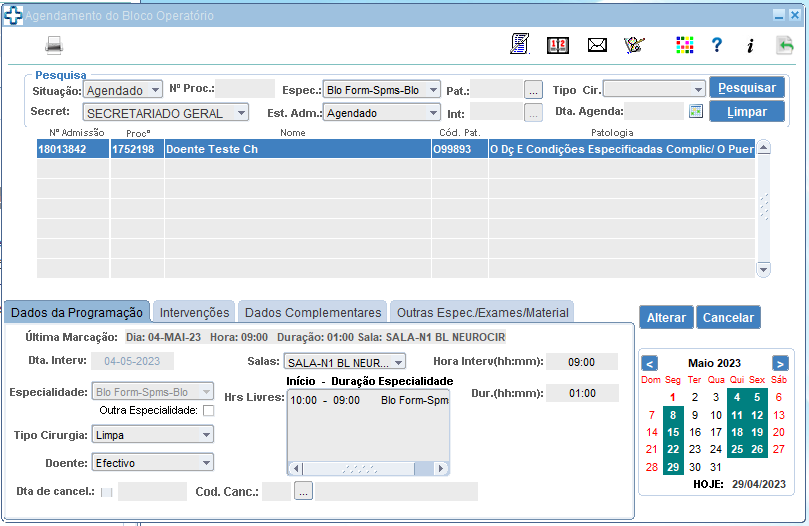 Agendamento do Bloco Operatório
Pesquisa
Situação: Agendado Nº Proc.: Espec.: Blo Form-Spms-Blo Pat.: ... Tipo Cir. Pesquisar
Secret: SECRETARIADO GERAL Est. Adm.: Agendado Int: ... Dta. Agenda: Limpar
Nº Admissão Procº Nome Cód. Pat. Patologia
18013842 1752198 Doente Teste Ch O99893 O Dç E Condições Especificadas Complic/ O Puer
Dados da Programação Intervenções Dados Complementares Outras Espec./Exames/Material Alterar Cancelar
Última Marcação: Dia: 04-MAI-23 Hora: 09:00 Duração: 01:00 Sala: SALA-N1 BL NEUROCIR
Dta. Interv: 04-05-2023 Salas: SALA-N1 BL NEUR... Hora Interv(hh:mm): 09:00
Especialidade: Blo Form-Spms-Blo Hrs Livres: Início - Duração Especialidade Dur.(hh:mm): 01:00
10:00 - 09:00 Blo Form-Spm
Outra Especialidade:
Tipo Cirurgia: Limpa
Doente: Efectivo
Dta de cancel.: Cod. Canc.: ...
< Maio 2023 >
Dom Seg Ter Qua Qui Sex Sáb
1 2 3 4 5 6
7 8 9 10 11 12 13
14 15 16 17 18 19 20
21 22 23 24 25 26 27
28 29 30 31
HOJE: 29/04/2023